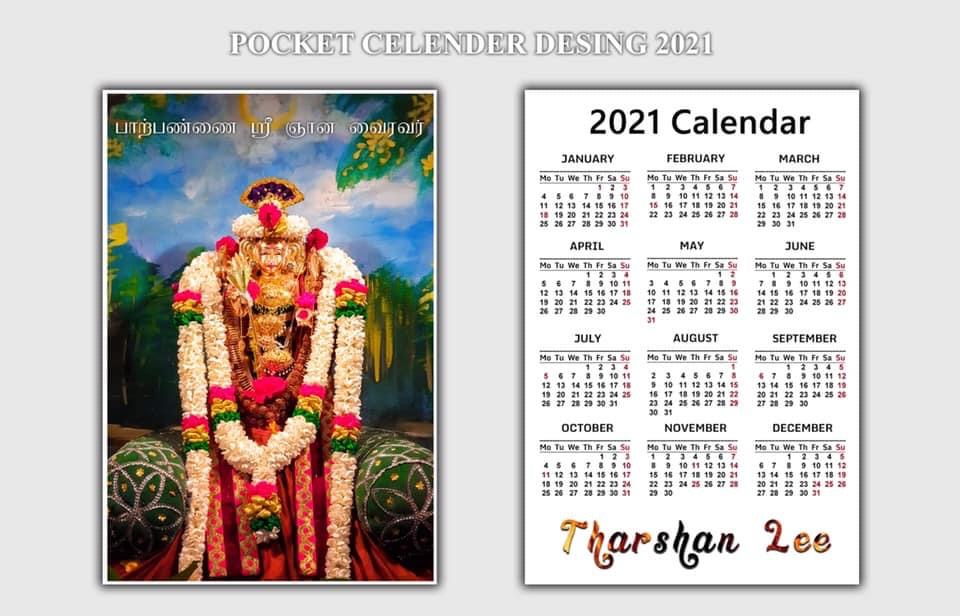 POCKET CELENDER DESING 2021
பாற்பண்ணை ஸ்ரீ ஞான வைரவர்
2021 Calendar
JANUARY
Mo Tu We Th Fr Sa Su
1 2 3
4 5 6 7 8 9 10
11 12 13 14 15 16 17
18 19 20 21 22 23 24
25 26 27 28 29 30 31
FEBRUARY
Mo Tu We Th Fr Sa Su
1 2 3 4 5 6 7
8 9 10 11 12 13 14
15 16 17 18 19 20 21
22 23 24 25 26 27 28
MARCH
Mo Tu We Th Fr Sa Su
1 2 3 4 5 6 7
8 9 10 11 12 13 14
15 16 17 18 19 20 21
22 23 24 25 26 27 28
29 30 31
APRIL
Mo Tu We Th Fr Sa Su
1 2 3 4
5 6 7 8 9 10 11
12 13 14 15 16 17 18
19 20 21 22 23 24 25
26 27 28 29 30
MAY
Mo Tu We Th Fr Sa Su
1 2
3 4 5 6 7 8 9
10 11 12 13 14 15 16
17 18 19 20 21 22 23
24 25 26 27 28 29 30
31
JUNE
Mo Tu We Th Fr Sa Su
1 2 3 4 5 6
7 8 9 10 11 12 13
14 15 16 17 18 19 20
21 22 23 24 25 26 27
28 29 30
JULY
Mo Tu We Th Fr Sa Su
1 2 3 4
5 6 7 8 9 10 11
12 13 14 15 16 17 18
19 20 21 22 23 24 25
26 27 28 29 30 31
AUGUST
Mo Tu We Th Fr Sa Su
1
2 3 4 5 6 7 8
9 10 11 12 13 14 15
16 17 18 19 20 21 22
23 24 25 26 27 28 29
30 31
SEPTEMBER
Mo Tu We Th Fr Sa Su
1 2 3 4 5
6 7 8 9 10 11 12
13 14 15 16 17 18 19
20 21 22 23 24 25 26
27 28 29 30
OCTOBER
Mo Tu We Th Fr Sa Su
1 2 3
4 5 6 7 8 9 10
11 12 13 14 15 16 17
18 19 20 21 22 23 24
25 26 27 28 29 30 31
NOVEMBER
Mo Tu We Th Fr Sa Su
1 2 3 4 5 6 7
8 9 10 11 12 13 14
15 16 17 18 19 20 21
22 23 24 25 26 27 28
29 30
DECEMBER
Mo Tu We Th Fr Sa Su
1 2 3 4 5
6 7 8 9 10 11 12
13 14 15 16 17 18 19
20 21 22 23 24 25 26
27 28 29 30 31
Tharshan Lee